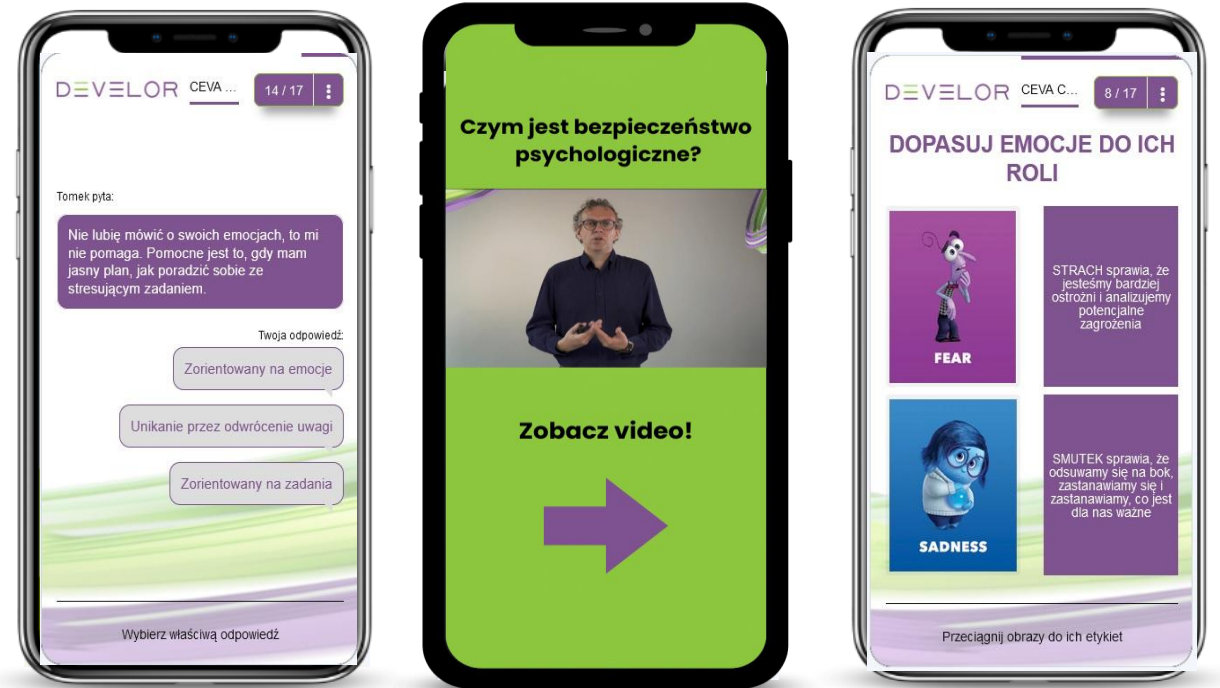 DEVELOR CEVA ... 14 / 17
Tomek pyta:
Nie lubię mówić o swoich emocjach, to mi
nie pomaga. Pomocne jest to, gdy mam
jasny plan, jak poradzić sobie ze
stresującym zadaniem.
Twoja odpowiedź:
Zorientowany na emocje
Unikanie przez odwrócenie uwagi
Zorientowany na zadania
Wybierz właściwą odpowiedź
Czym jest bezpieczeństwo
psychologiczne?
Zobacz video!
DEVELOR CEVA C... 8 / 17
DOPASUJ EMOCJE DO ICH
ROLI
FEAR
STRACH sprawia, że
jesteśmy bardziej
ostrożni i analizujemy
potencjalne
zagrożenia
SADNESS
SMUTEK sprawia, że
odsuwamy się na bok,
zastanawiamy się i
zastanawiamy, co jest
dla nas ważne
Przeciągnij obrazy do ich etykiet